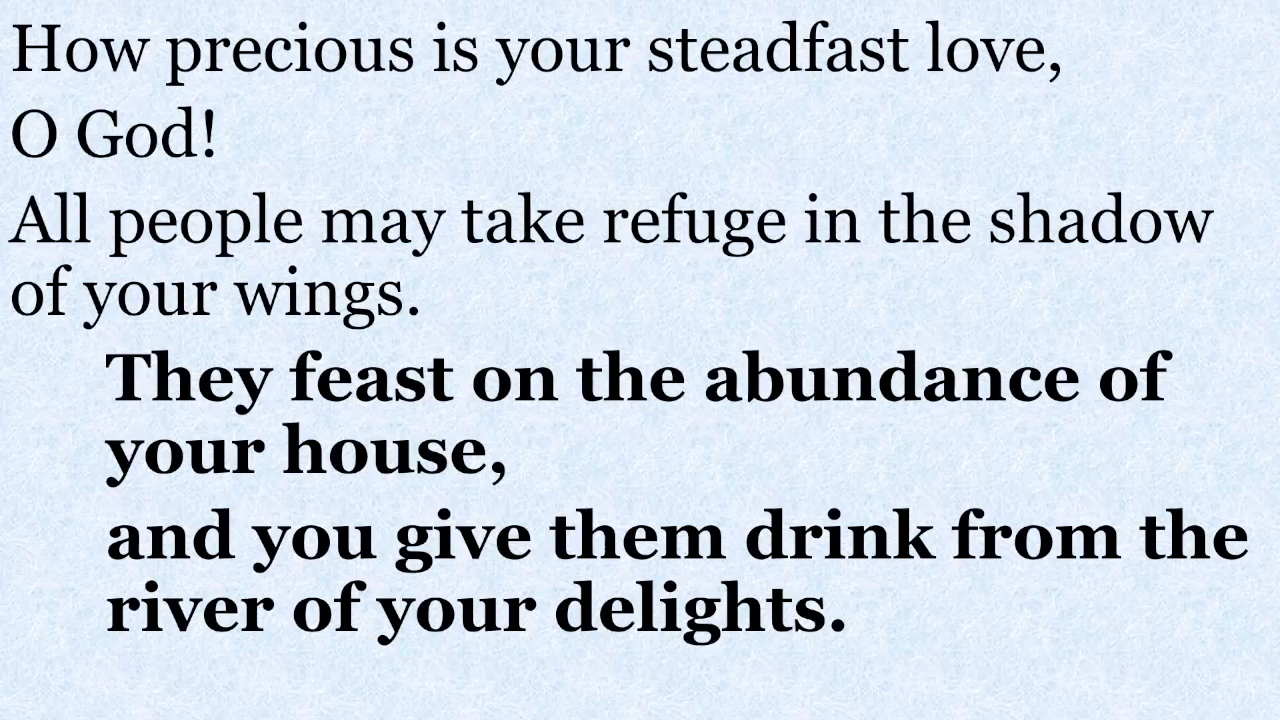 How precious is your steadfast love,
O God!
All people may take refuge in the shadow
of your wings.
They feast on the abundance of
your house,
and you give them drink from the
river of your delights.